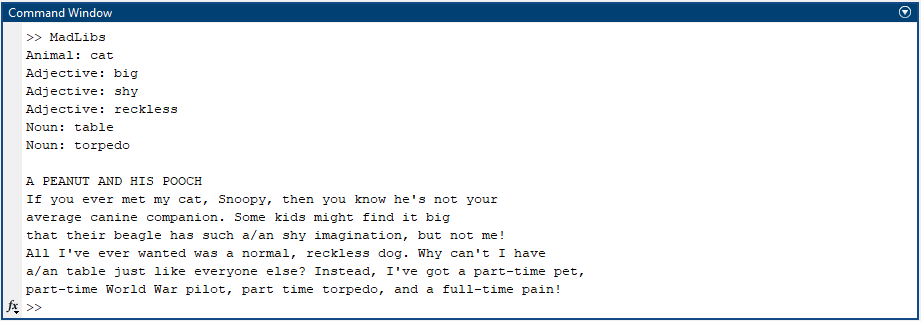 Command Window
>> MadLibs
Animal: cat
Adjective: big
Adjective: shy
Adjective: reckless
Noun: table
Noun: torpedo
A PEANUT AND HIS POOCH
If you ever met my cat, Snoopy, then you know he's not your
average canine companion. Some kids might find it big
that their beagle has such a/an shy imagination, but not me!
All I've ever wanted was a normal, reckless dog. Why can't I have
a/an table just like everyone else? Instead, I've got a part-time pet,
part-time World War pilot, part time torpedo, and a full-time pain!
fx >>